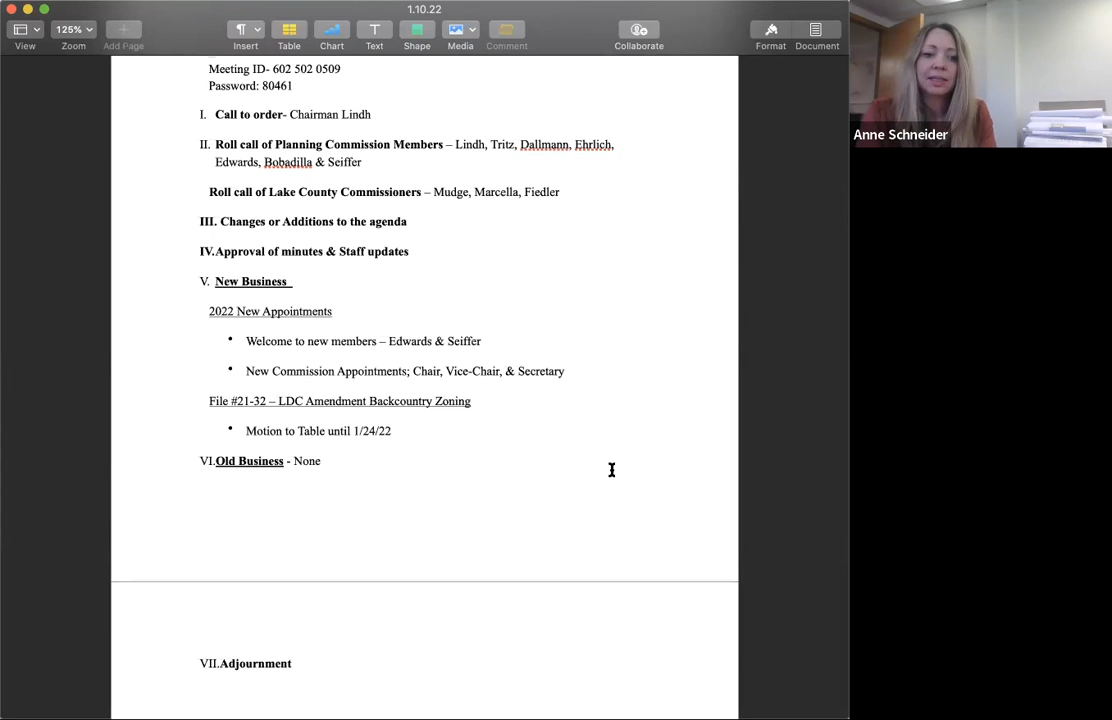 1.10.22
125%
View
Zoom
Add Page
Insert
Table
Chart
Text
Shape
Media
Comment
Collaborate
Format
Document
Meeting ID- 602 502 0509
Password: 80461
I. Call to order- Chairman Lindh
II. Roll call of Planning Commission Members – Lindh, Tritz, Dallmann, Ehrlich,
Edwards, Bobadilla & Seiffer
Roll call of Lake County Commissioners – Mudge, Marcella, Fiedler
III. Changes or Additions to the agenda
IV.Approval of minutes & Staff updates
V. New Business
2022 New Appointments
• Welcome to new members – Edwards & Seiffer
• New Commission Appointments; Chair, Vice-Chair, & Secretary
File #21-32 – LDC Amendment Backcountry Zoning
• Motion to Table until 1/24/22
VI.Old Business - None
VII.Adjournment
Anne Schneider